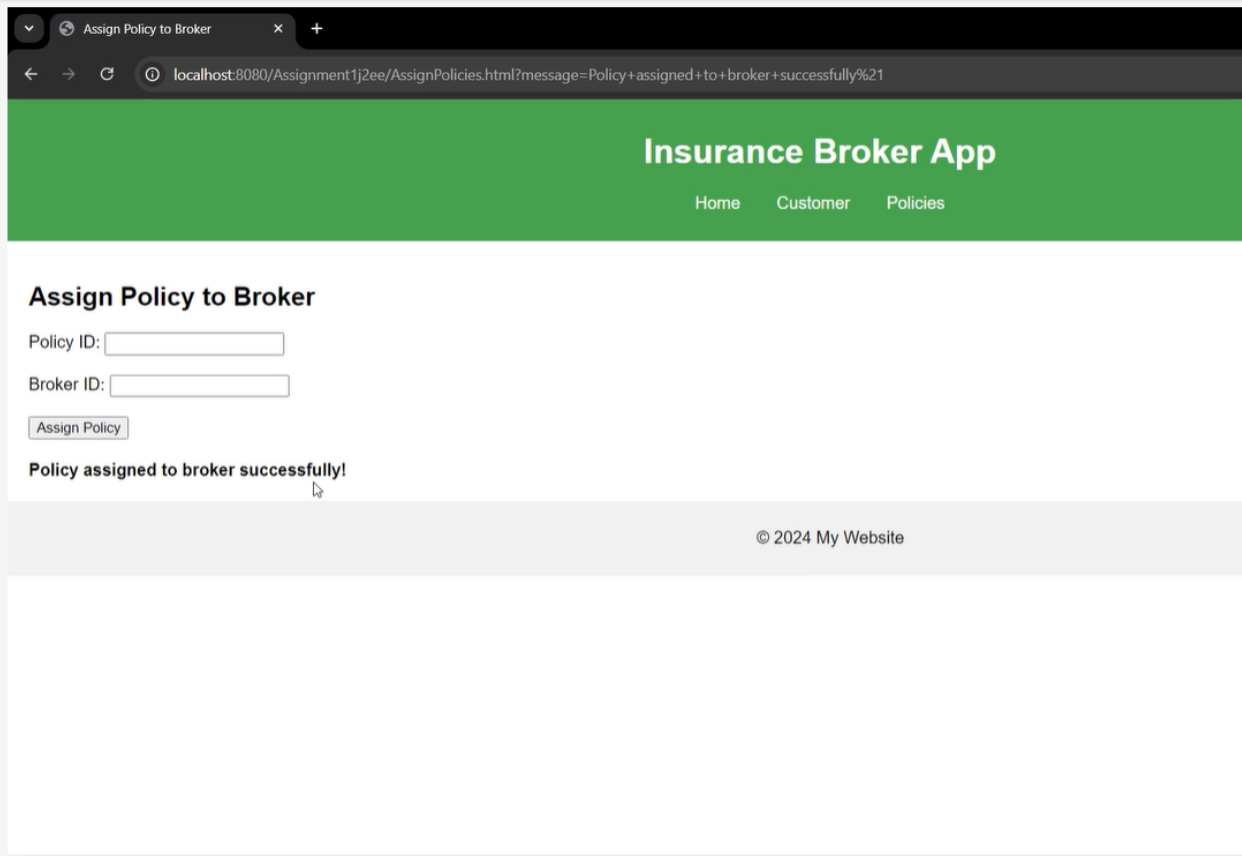 Assign Policy to Broker
localhost:8080/Assignment1j2ee/AssignPolicies.html?message=Policy+assigned+to+broker+successfully%21
Insurance Broker App
Home Customer Policies
Assign Policy to Broker
Policy ID:
Broker ID:
Assign Policy
Policy assigned to broker successfully!
© 2024 My Website